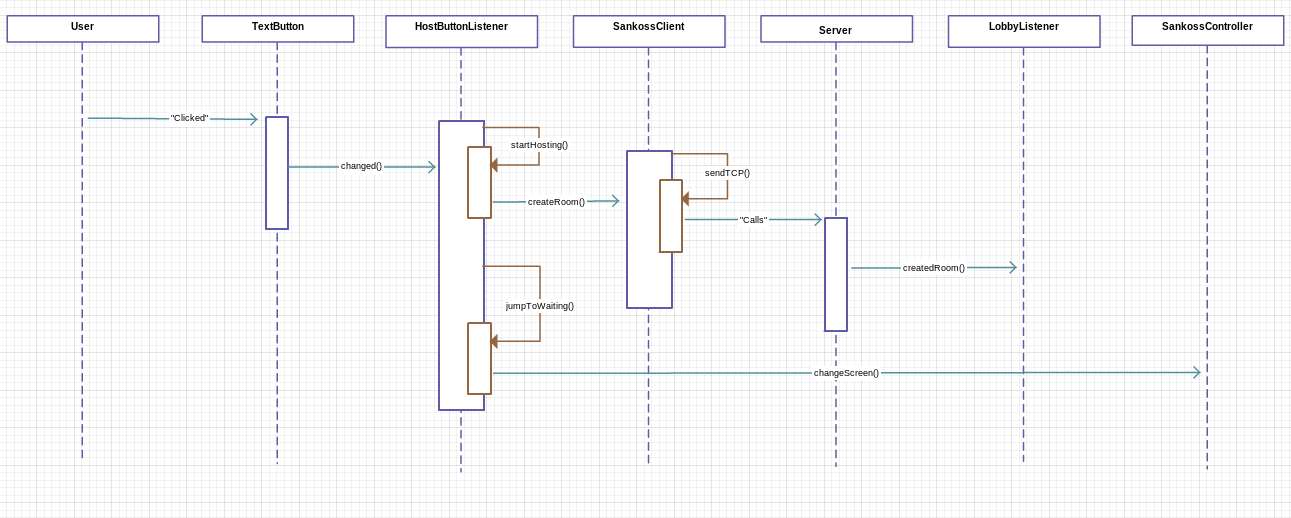 User
TextButton
HostButtonListener
SankossClient
Server
LobbyListener
SankossController
"Clicked"
startHosting()
changed()
sendTCP()
createRoom()
"Calls"
createdRoom()
jumpToWaiting()
changeScreen()